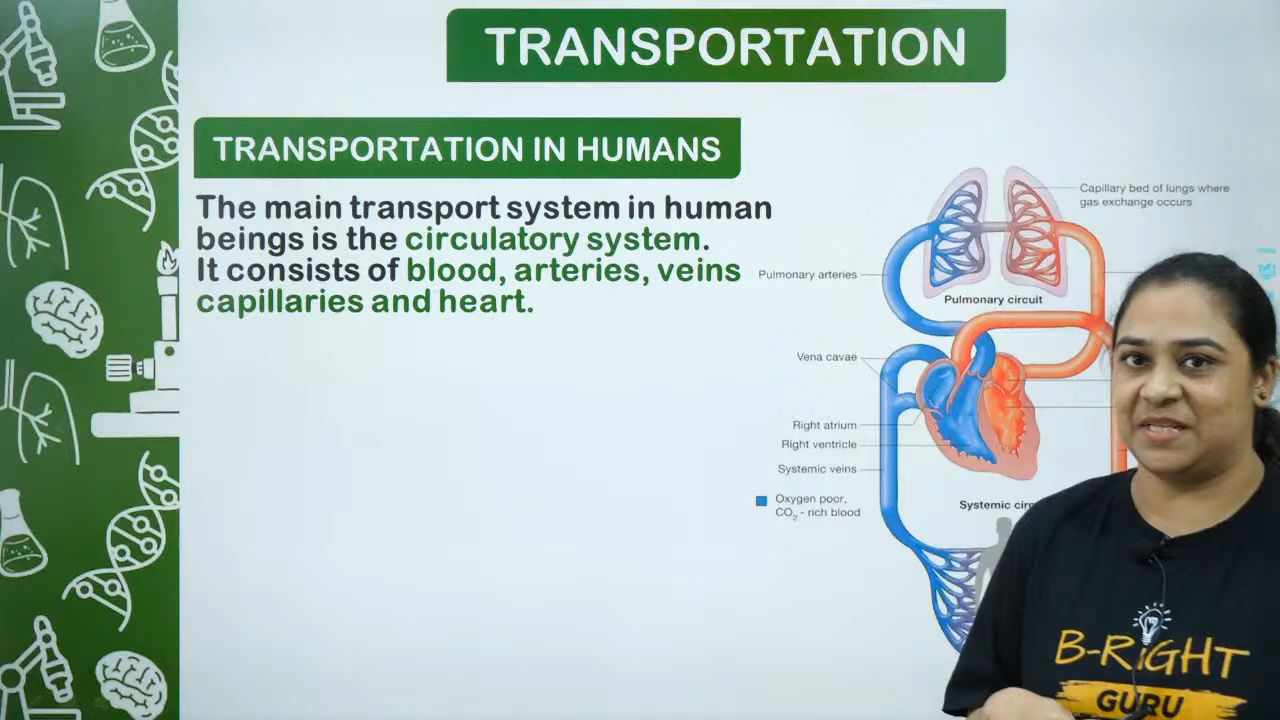 TRANSPORTATION
TRANSPORTATION IN HUMANS
The main transport system in human
beings is the circulatory system.
It consists of blood, arteries, veins
capillaries and heart.
Capillary bed of lungs where
gas exchange occurs
Pulmonary arteries
Pulmonary circuit
Vena cavae
Right atrium
Right ventricle
Systemic veins
Oxygen poor,
CO₂ - rich blood
Systemic
B-RIGHT
GURU